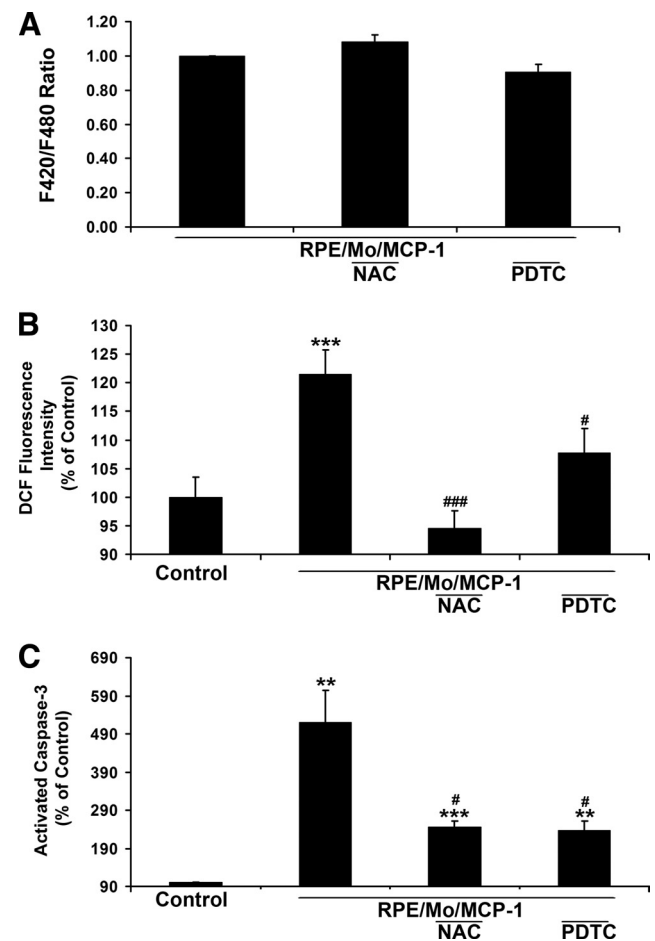 A
F420/F480 Ratio
1.20
1.00
0.80
0.60
0.40
0.20
0.00
RPE/Mo/MCP-1
NAC
PDTC
B
DCF Fluorescence
Intensity
(% of Control)
130
125
120
115
110
105
100
95
90
***
###
#
Control
RPE/Mo/MCP-1
NAC
PDTC
C
Activated Caspase-3
(% of Control)
690
590
490
390
290
190
90
**
#
***
#
**
Control
RPE/Mo/MCP-1
NAC
PDTC